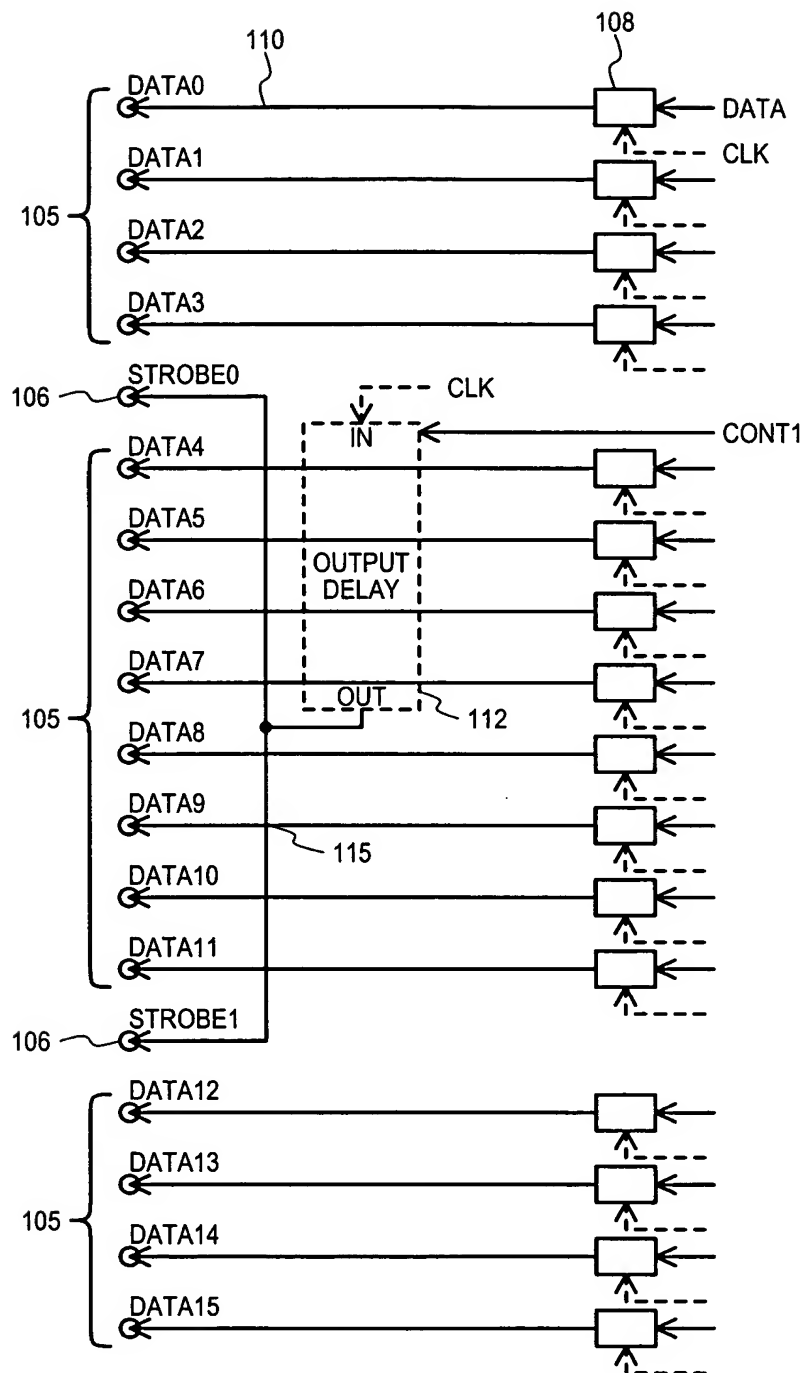 108
110
DATA0
DATA
CLK
DATA1
105
DATA2
DATA3
STROBE0
106
CLK
IN
CONT1
DATA4
DATA5
OUTPUT
DELAY
DATA6
DATA7
OUT
105
112
DATA8
DATA9
115
DATA10
DATA11
STROBE1
106
DATA12
DATA13
105
DATA14
DATA15